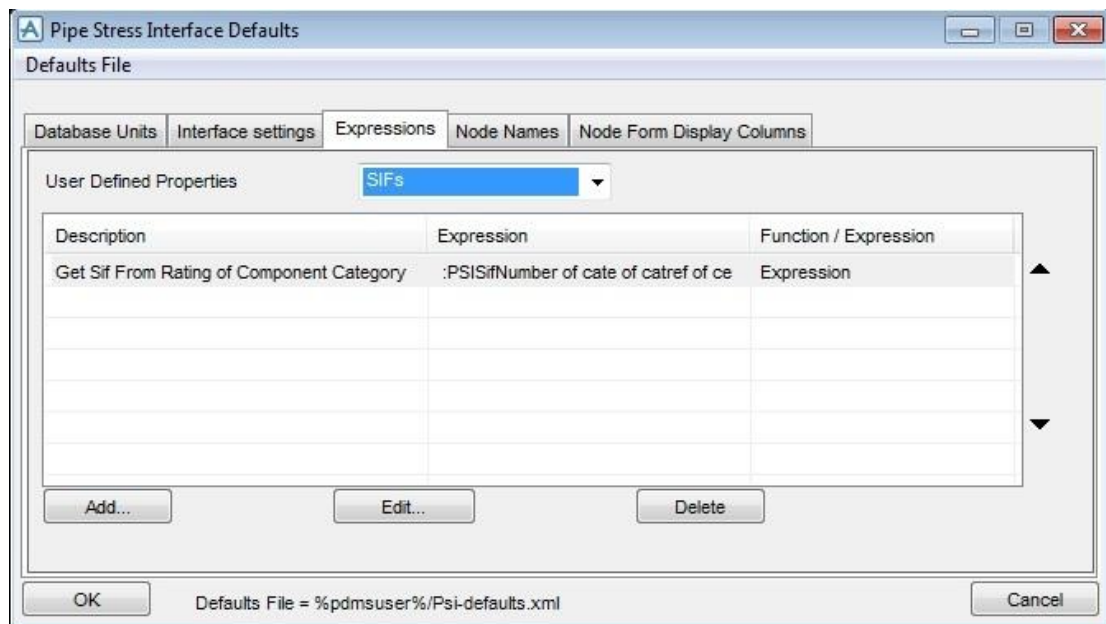 Pipe Stress Interface Defaults
Defaults File
Database Units Interface settings Expressions Node Names Node Form Display Columns
User Defined Properties SIFs
Description Expression Function / Expression
Get Sif From Rating of Component Category :PSISifNumber of cate of catref of ce Expression
Add... Edit... Delete
OK Defaults File = %pdmsuser%/Psi-defaults.xml Cancel